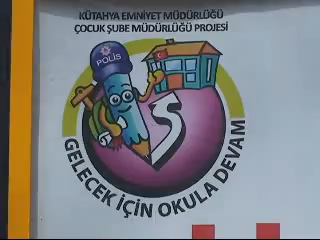 KÜTAHYA EMNİYET MÜDÜRLÜĞÜ
ÇOCUK ŞUBE MÜDÜRLÜĞÜ PROJESİ
POLİS
S
GELECEK İÇİN OKULA DEVAM